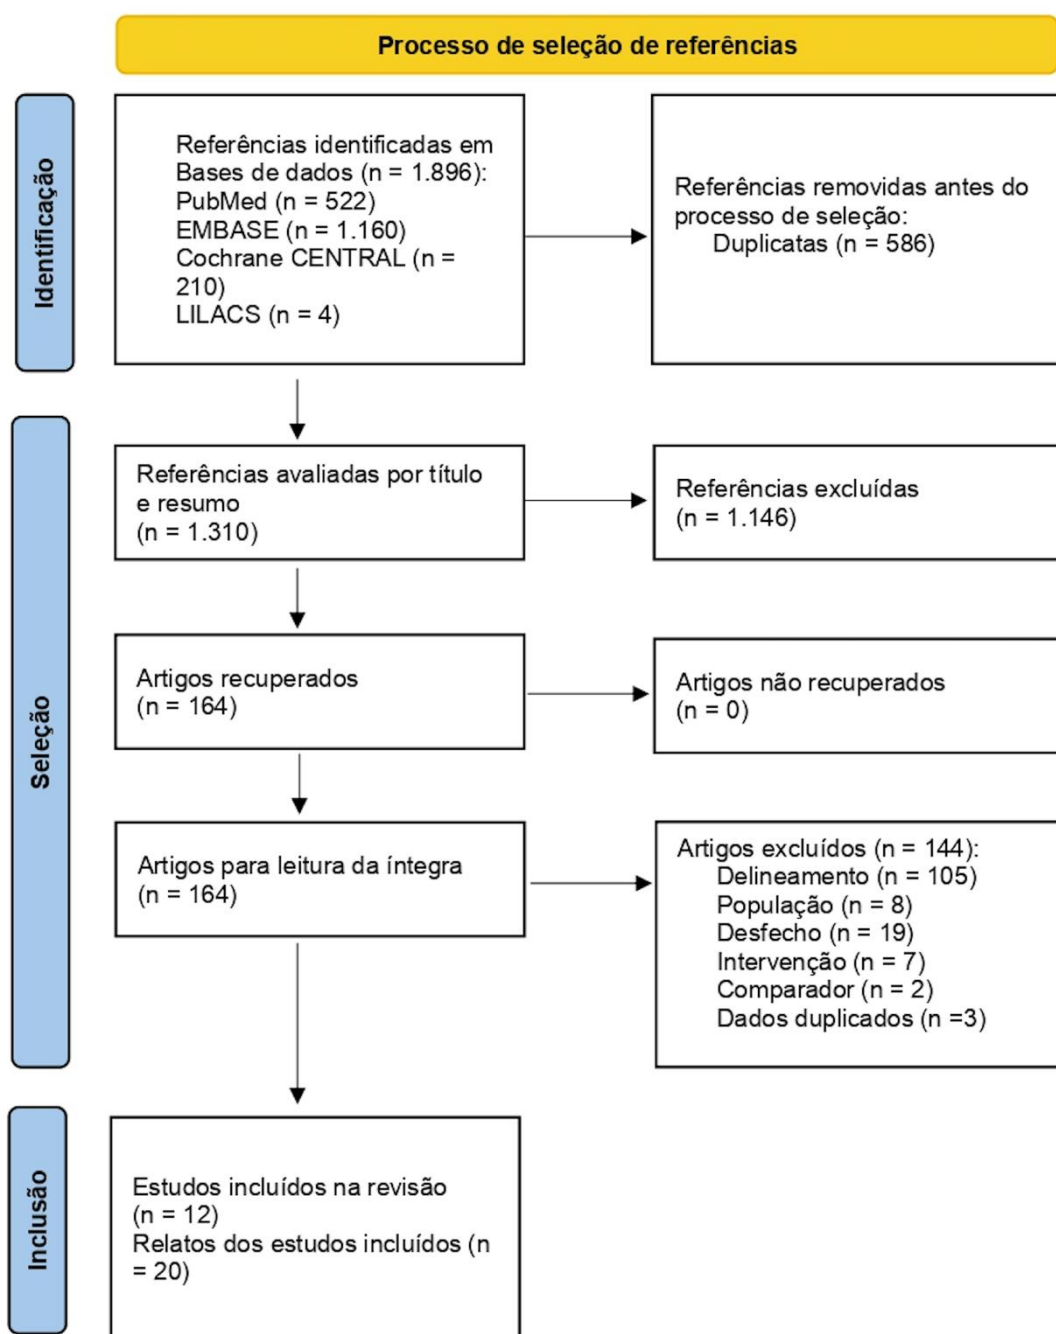 Processo de seleção de referências
Identificação
Referências identificadas em
Bases de dados (n = 1.896):
PubMed (n = 522)
EMBASE (n = 1.160)
Cochrane CENTRAL (n =
210)
LILACS (n = 4)
Referências removidas antes do
processo de seleção:
Duplicatas (n = 586)
Seleção
Referências avaliadas por título
e resumo
(n = 1.310)
Referências excluídas
(n = 1.146)
Artigos recuperados
(n = 164)
Artigos não recuperados
(n = 0)
Artigos para leitura da íntegra
(n = 164)
Artigos excluídos (n = 144):
Delineamento (n = 105)
População (n = 8)
Desfecho (n = 19)
Intervenção (n = 7)
Comparador (n = 2)
Dados duplicados (n =3)
Inclusão
Estudos incluídos na revisão
(n = 12)
Relatos dos estudos incluídos (n
= 20)